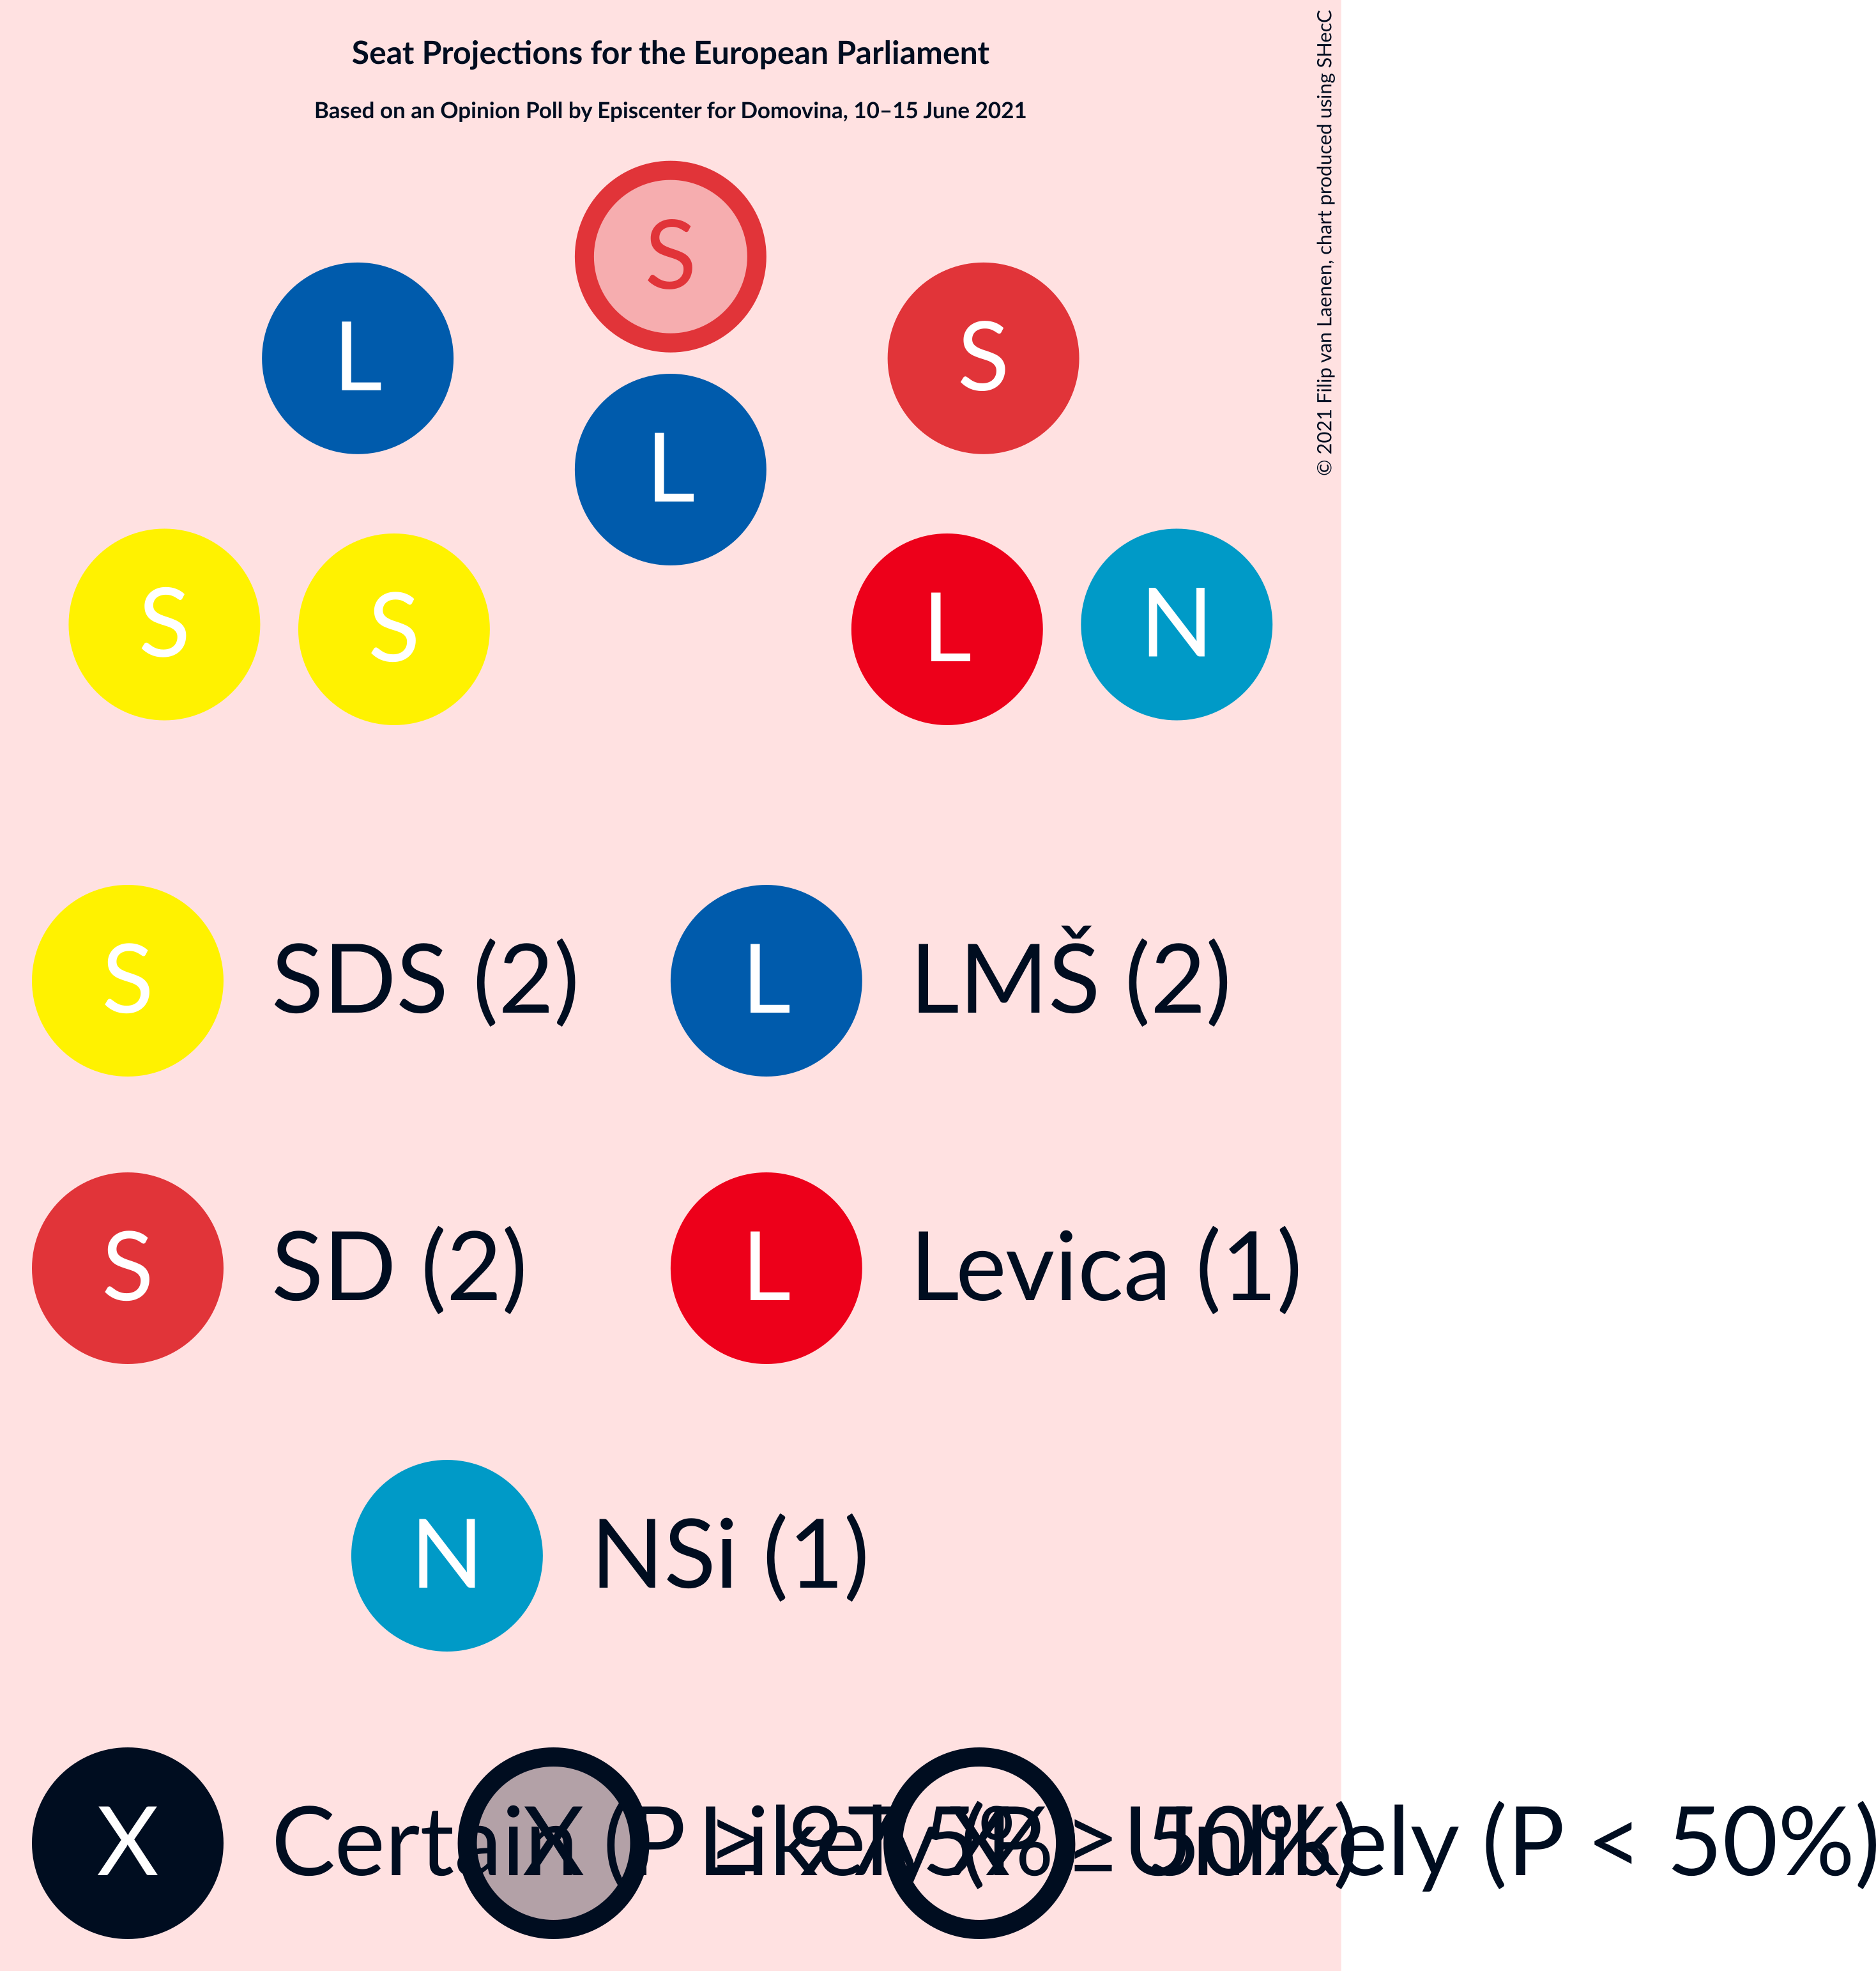 Seat Projections for the European Parliament
Based on an Opinion Poll by Episcenter for Domovina, 10–15 June 2021
© 2021 Filip van Laenen, chart produced using SHecC
S
L
S
L
S
S
L
N
S SDS (2)
L LMŠ (2)
S SD (2)
L Levica (1)
N NSi (1)
X Certain (P ≥
X Likely (P ≥ 50%)
X Unlikely (P < 50%)